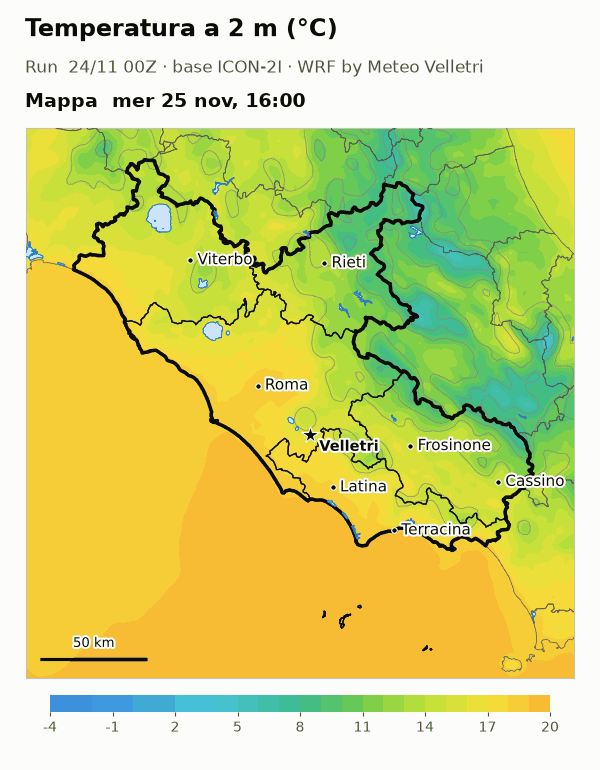 Temperatura a 2 m (°C)
Run  24/11 00Z · base ICON-2I · WRF by Meteo Velletri
Mappa  mer 25 nov, 16:00
Viterbo
Rieti
Roma
Velletri
Frosinone
Latina
Cassino
Terracina
50 km
-4 -1 2 5 8 11 14 17 20